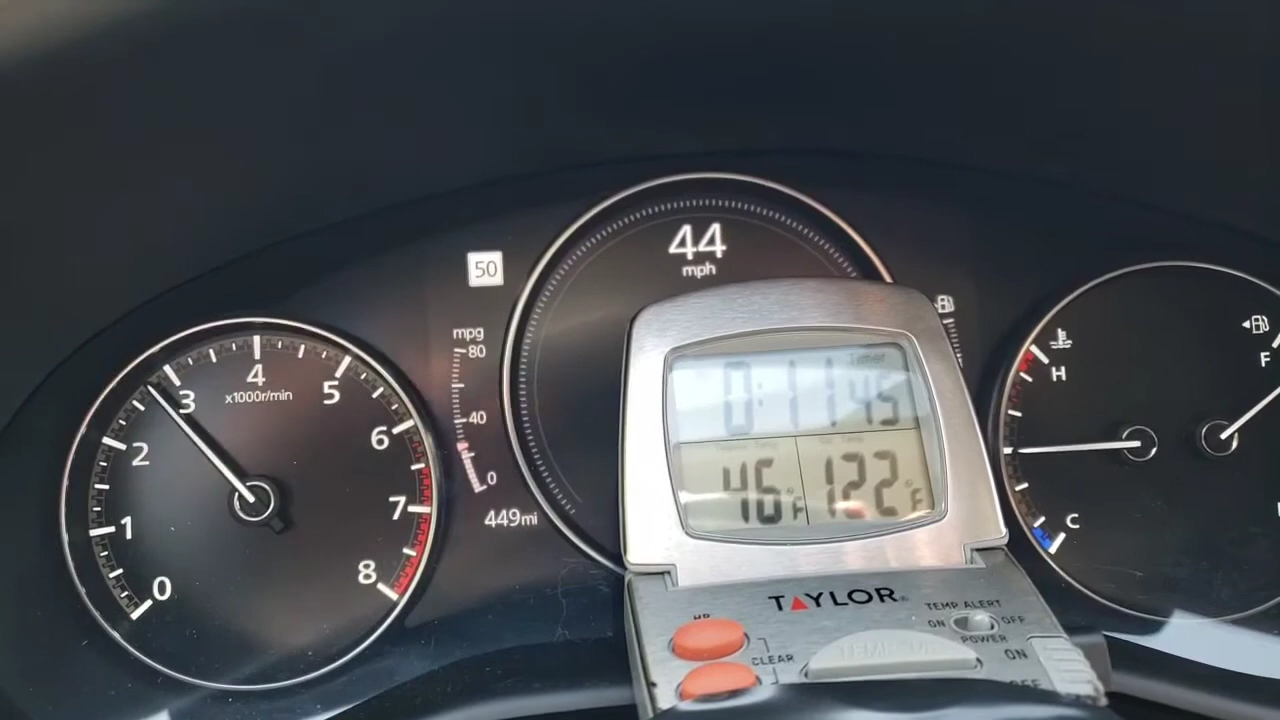 44
mph
50
mpg
80
40
0
449mi
0
1
2
3
4
x1000r/min
5
6
7
8
Timer
0:11 45
46°F
122°F
H
C
F
TAYLOR®
TEMP ALERT
ON
OFF
POWER
ON
OFF
HR
CLEAR